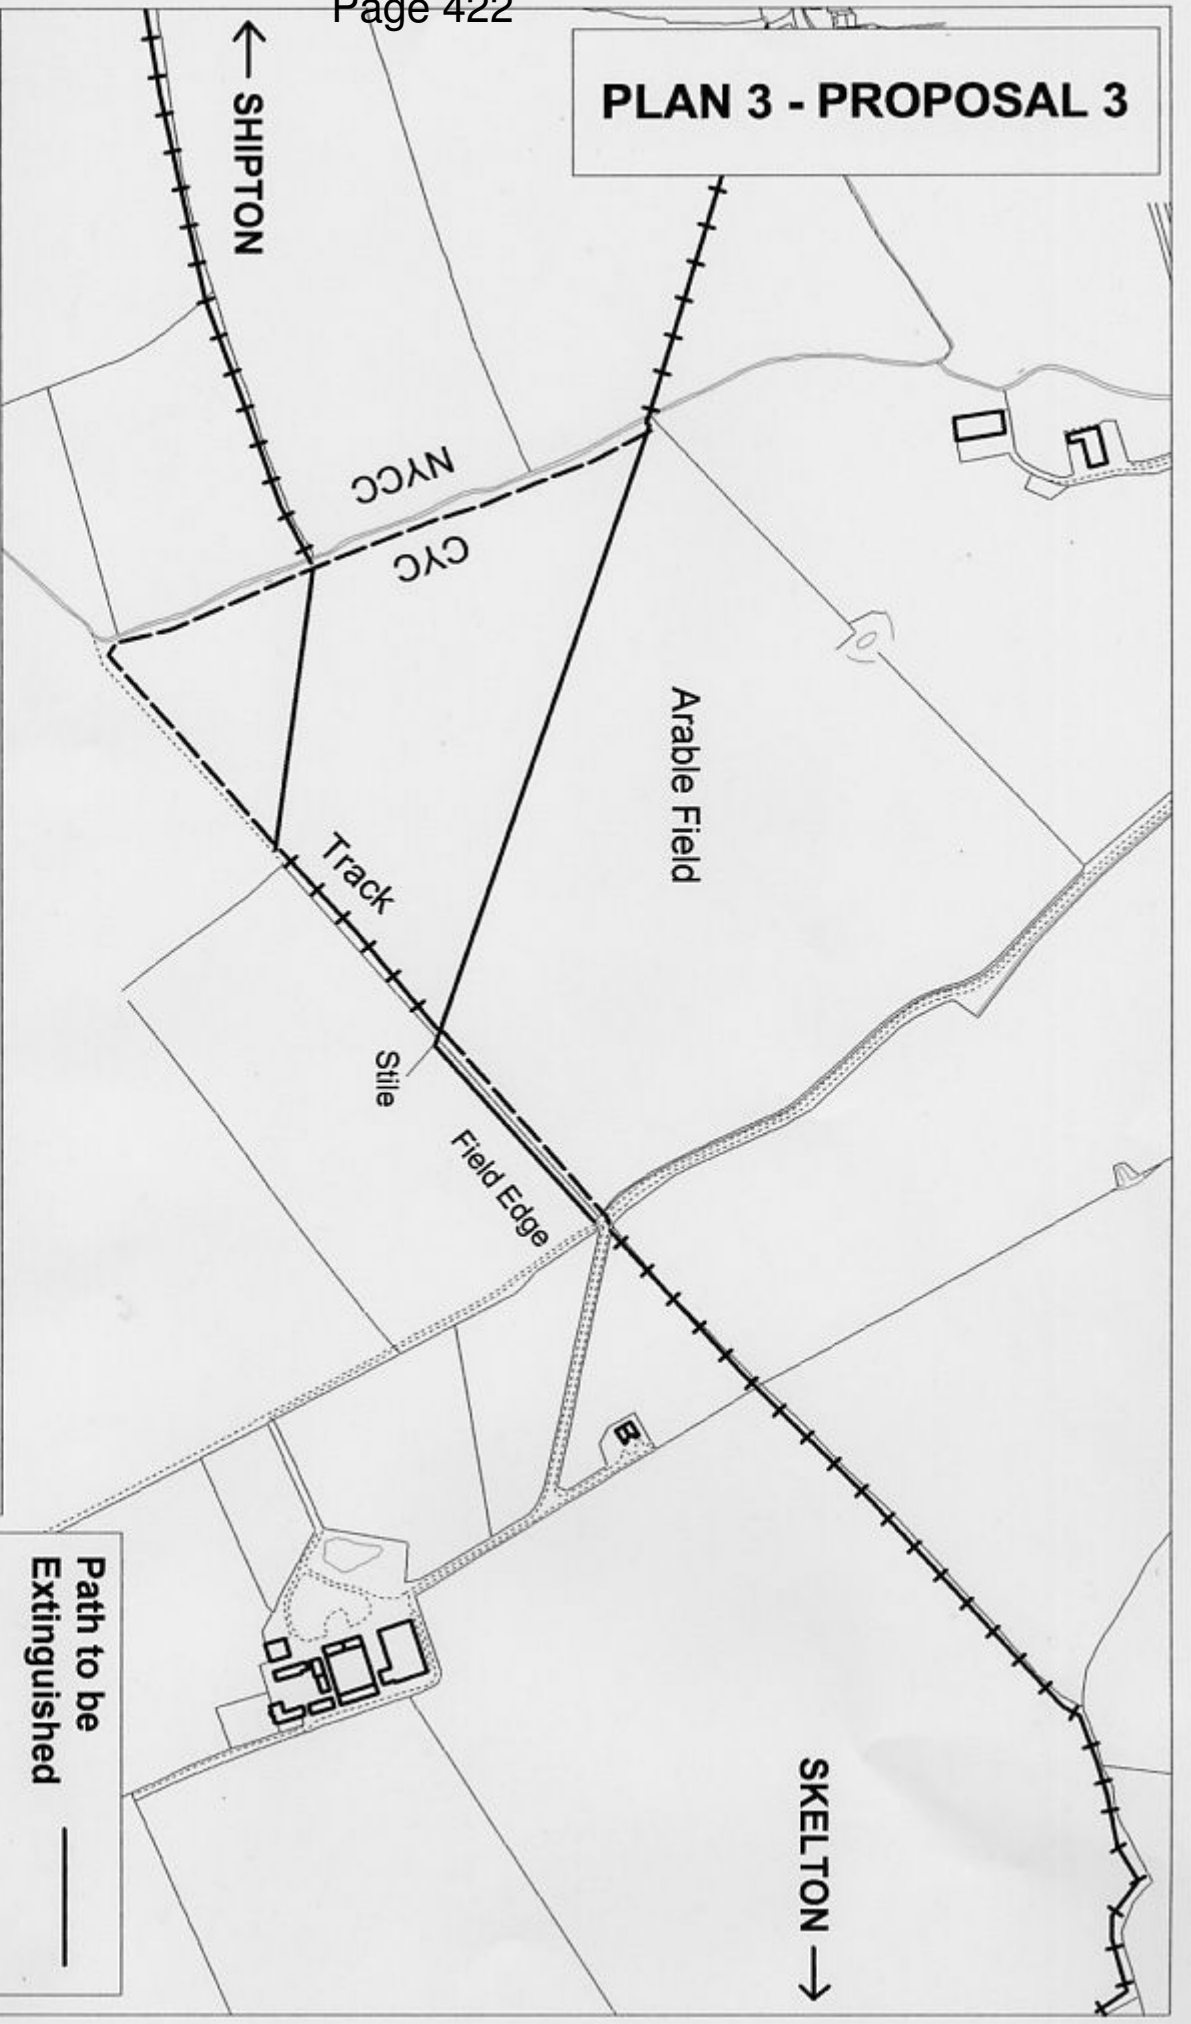 Page 422
PLAN 3 - PROPOSAL 3
← SHIPTON
NYCC
CYC
Arable Field
Track
Stile
Field Edge
B
SKELTON →
Path to be
Extinguished